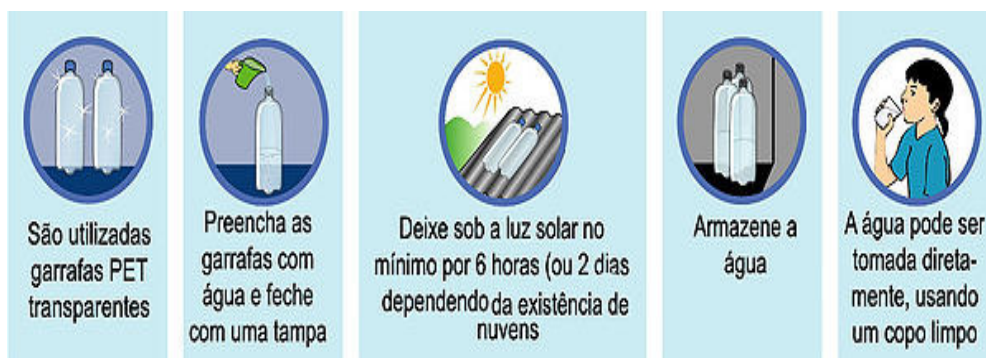 São utilizadas
garrafas PET
transparentes
Preencha as
garrafas com
água e feche
com uma tampa
Deixe sob a luz solar no
mínimo por 6 horas (ou 2 dias
dependendo da existência de
nuvens
Armazene a
água
A água pode ser
tomada direta-
mente, usando
um copo limpo